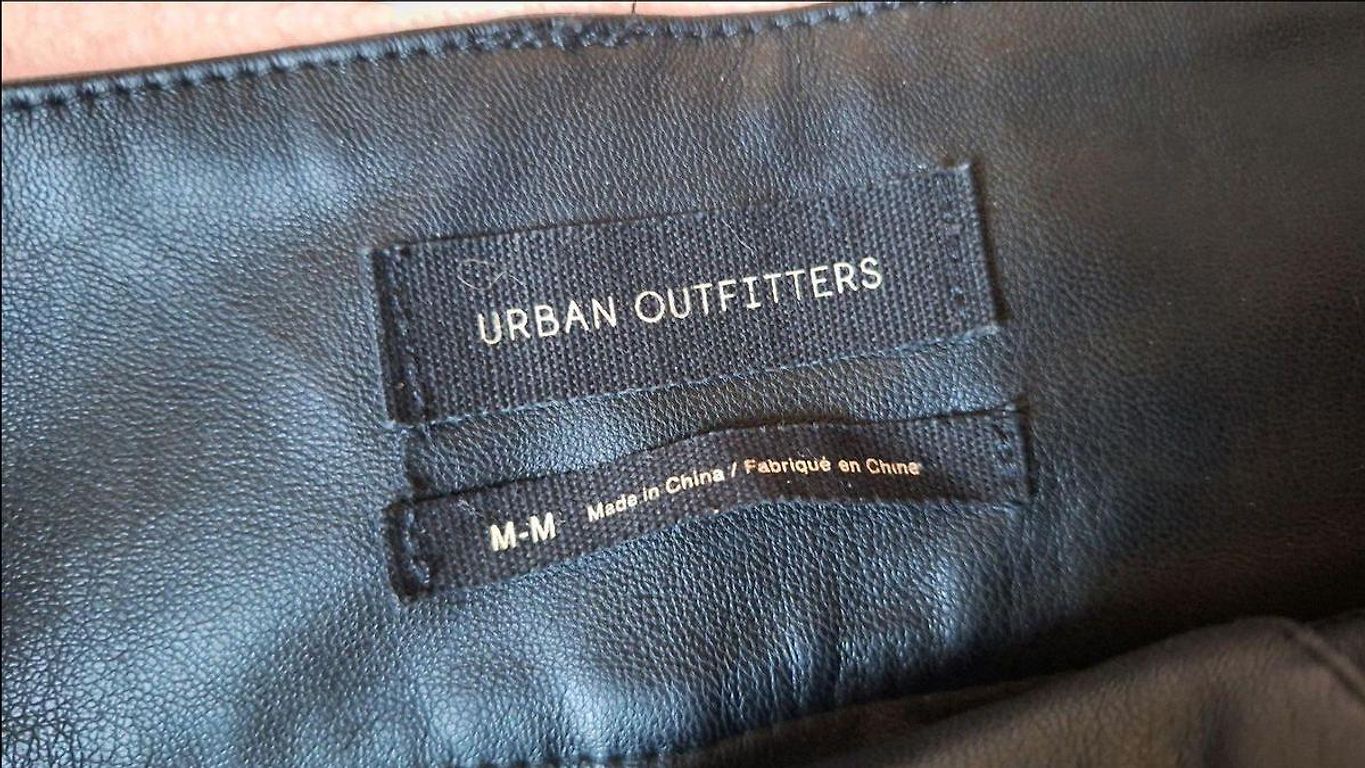 URBAN OUTFITTERS
M-M Made in China / Fabriqué en Chine